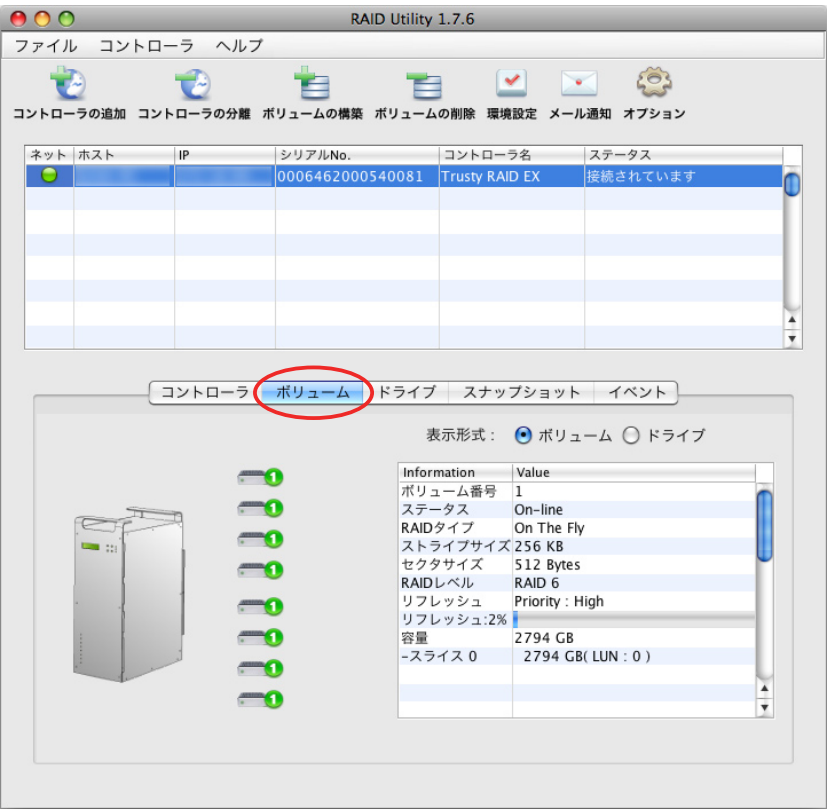 RAID Utility 1.7.6
ファイル コントローラ ヘルプ
コントローラの追加 コントローラの分離 ボリュームの構築 ボリュームの削除 環境設定 メール通知 オプション
ネット ホスト IP シリアルNo. コントローラ名 ステータス
0006462000540081 Trusty RAID EX 接続されています
コントローラ ボリューム ドライブ スナップショット イベント
表示形式： ボリューム ドライブ
Information Value
ボリューム番号 1
ステータス On-line
RAIDタイプ On The Fly
ストライプサイズ 256 KB
セクタサイズ 512 Bytes
RAIDレベル RAID 6
リフレッシュ Priority : High
リフレッシュ:2%
容量 2794 GB
-スライス 0 2794 GB( LUN : 0 )
1
1
1
1
1
1
1
1